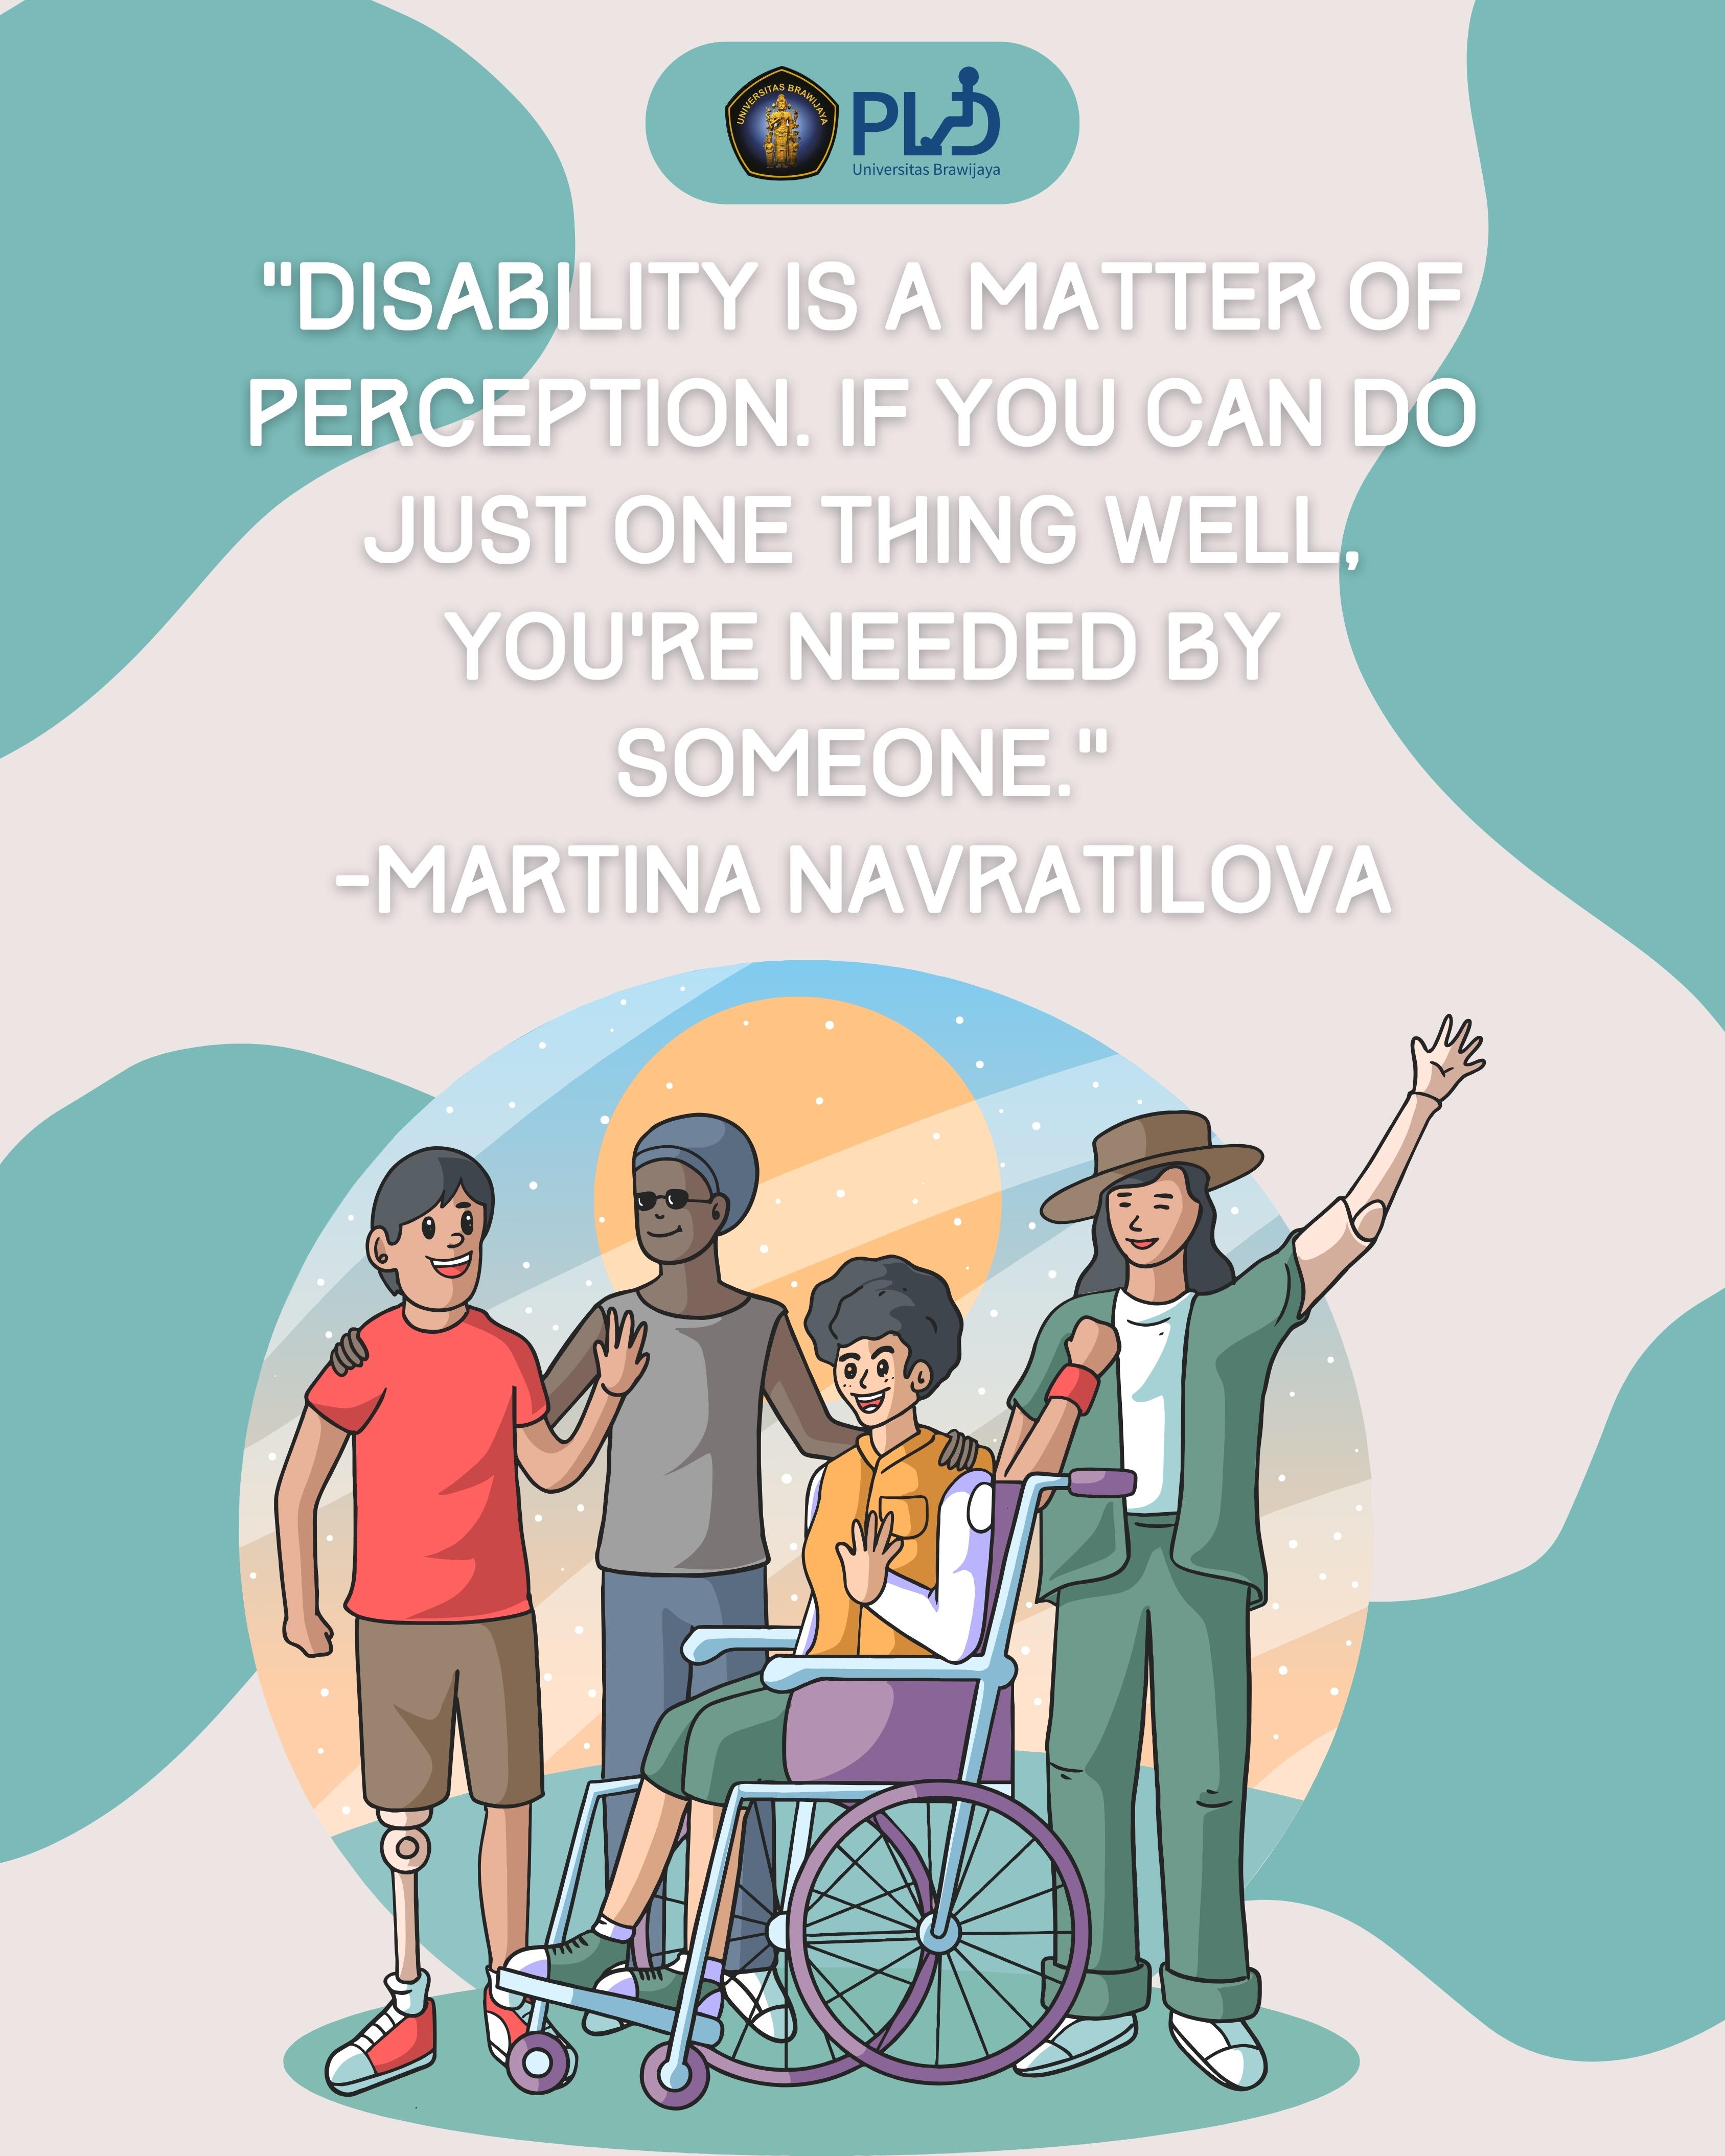 UNIVERSITAS BRAWIJAYA
PLD
Universitas Brawijaya
"DISABILITY IS A MATTER OF
PERCEPTION. IF YOU CAN DO
JUST ONE THING WELL,
YOU'RE NEEDED BY
SOMEONE."
-MARTINA NAVRATILOVA